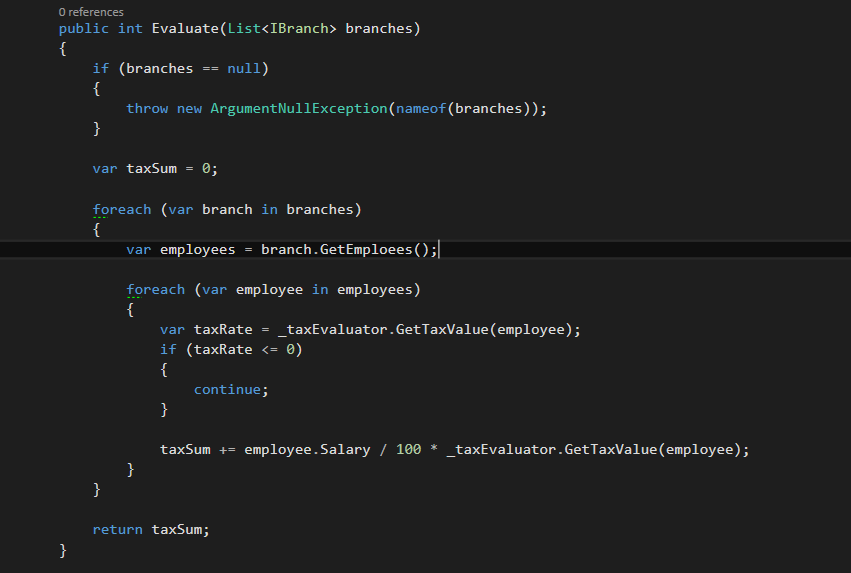 0 references
public int Evaluate(List<IBranch> branches)
{
if (branches == null)
{
throw new ArgumentNullException(nameof(branches));
}
var taxSum = 0;
foreach (var branch in branches)
{
var employees = branch.GetEmploees();
foreach (var employee in employees)
{
var taxRate = _taxEvaluator.GetTaxValue(employee);
if (taxRate <= 0)
{
continue;
}
taxSum += employee.Salary / 100 * _taxEvaluator.GetTaxValue(employee);
}
}
return taxSum;
}